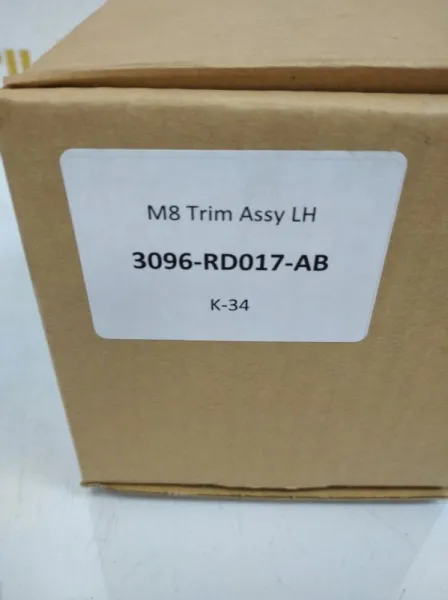 M8 Trim Assy LH
3096-RD017-AB
K-34